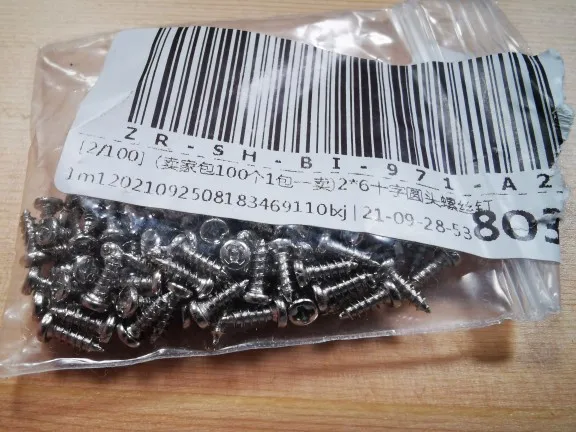 ZR-SH-BI-971-A2
[2/100] (卖家包100个1包一卖)2*6十字圆头螺丝钉
1m120210925081834691​10bxj | 21-09-28-53
803